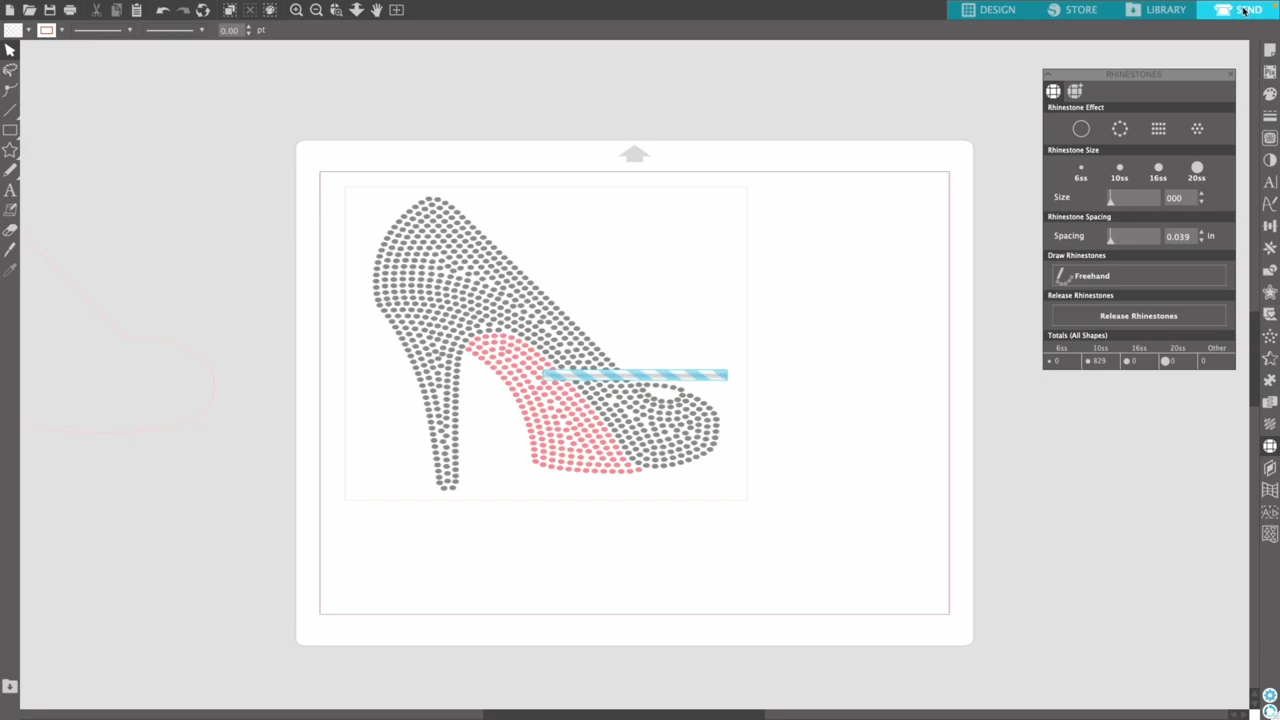 DESIGN STORE LIBRARY SEND
0.00 pt
RHINESTONES
Rhinestone Effect
Rhinestone Size
6ss 10ss 16ss 20ss
Size 000
Rhinestone Spacing
Spacing 0.039 in
Draw Rhinestones
Freehand
Release Rhinestones
Release Rhinestones
Totals (All Shapes)
6ss 10ss 16ss 20ss Other
0 829 0 0 0